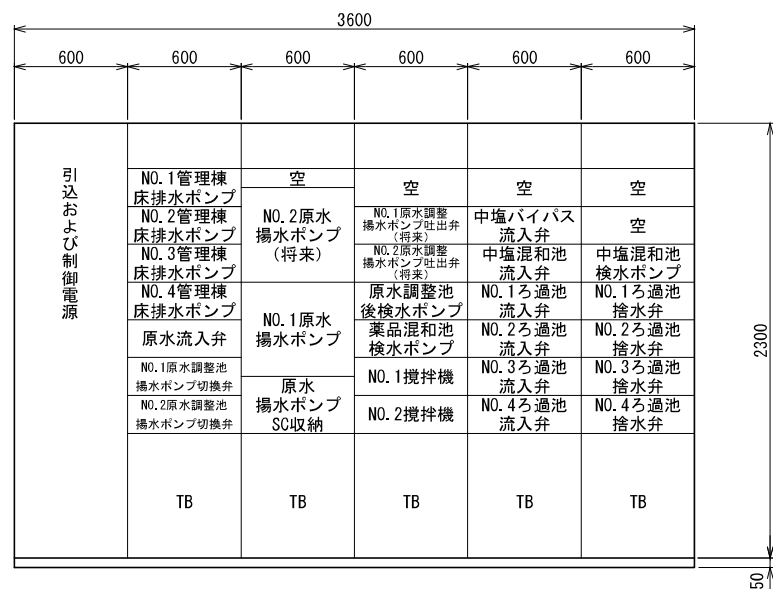 3600
600
600
600
600
600
600
引込および制御電源
NO.1管理棟
床排水ポンプ
NO.2管理棟
床排水ポンプ
NO.3管理棟
床排水ポンプ
NO.4管理棟
床排水ポンプ
原水流入弁
NO.1原水調整池
揚水ポンプ切換弁
NO.2原水調整池
揚水ポンプ切換弁
TB
空
NO.2原水
揚水ポンプ
(将来)
NO.1原水
揚水ポンプ
原水
揚水ポンプ
SC収納
TB
空
NO.1原水調整
揚水ポンプ吐出弁
(将来)
NO.2原水調整
揚水ポンプ吐出弁
(将来)
原水調整池
後検水ポンプ
薬品混和池
検水ポンプ
NO.1撹拌機
NO.2撹拌機
TB
空
中塩バイパス
流入弁
中塩混和池
流入弁
NO.1ろ過池
流入弁
NO.2ろ過池
流入弁
NO.3ろ過池
流入弁
NO.4ろ過池
流入弁
TB
空
空
中塩混和池
検水ポンプ
NO.1ろ過池
捨水弁
NO.2ろ過池
捨水弁
NO.3ろ過池
捨水弁
NO.4ろ過池
捨水弁
TB
2300
50